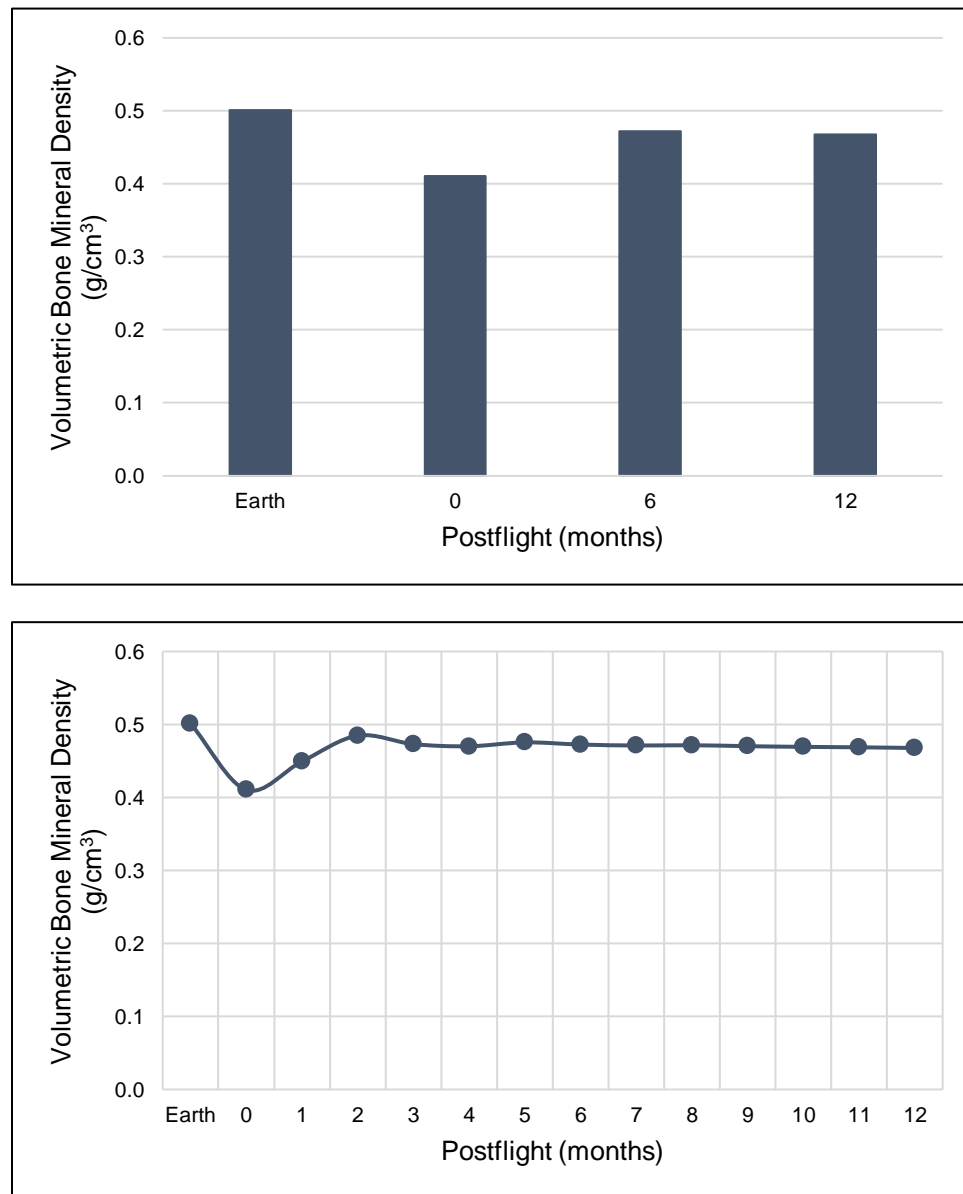 0.6
0.5
0.4
0.3
0.2
0.1
0.0
Volumetric Bone Mineral Density
(g/cm³)
Earth 0 6 12
Postflight (months)
0.6
0.5
0.4
0.3
0.2
0.1
0.0
Volumetric Bone Mineral Density
(g/cm³)
Earth 0 1 2 3 4 5 6 7 8 9 10 11 12
Postflight (months)